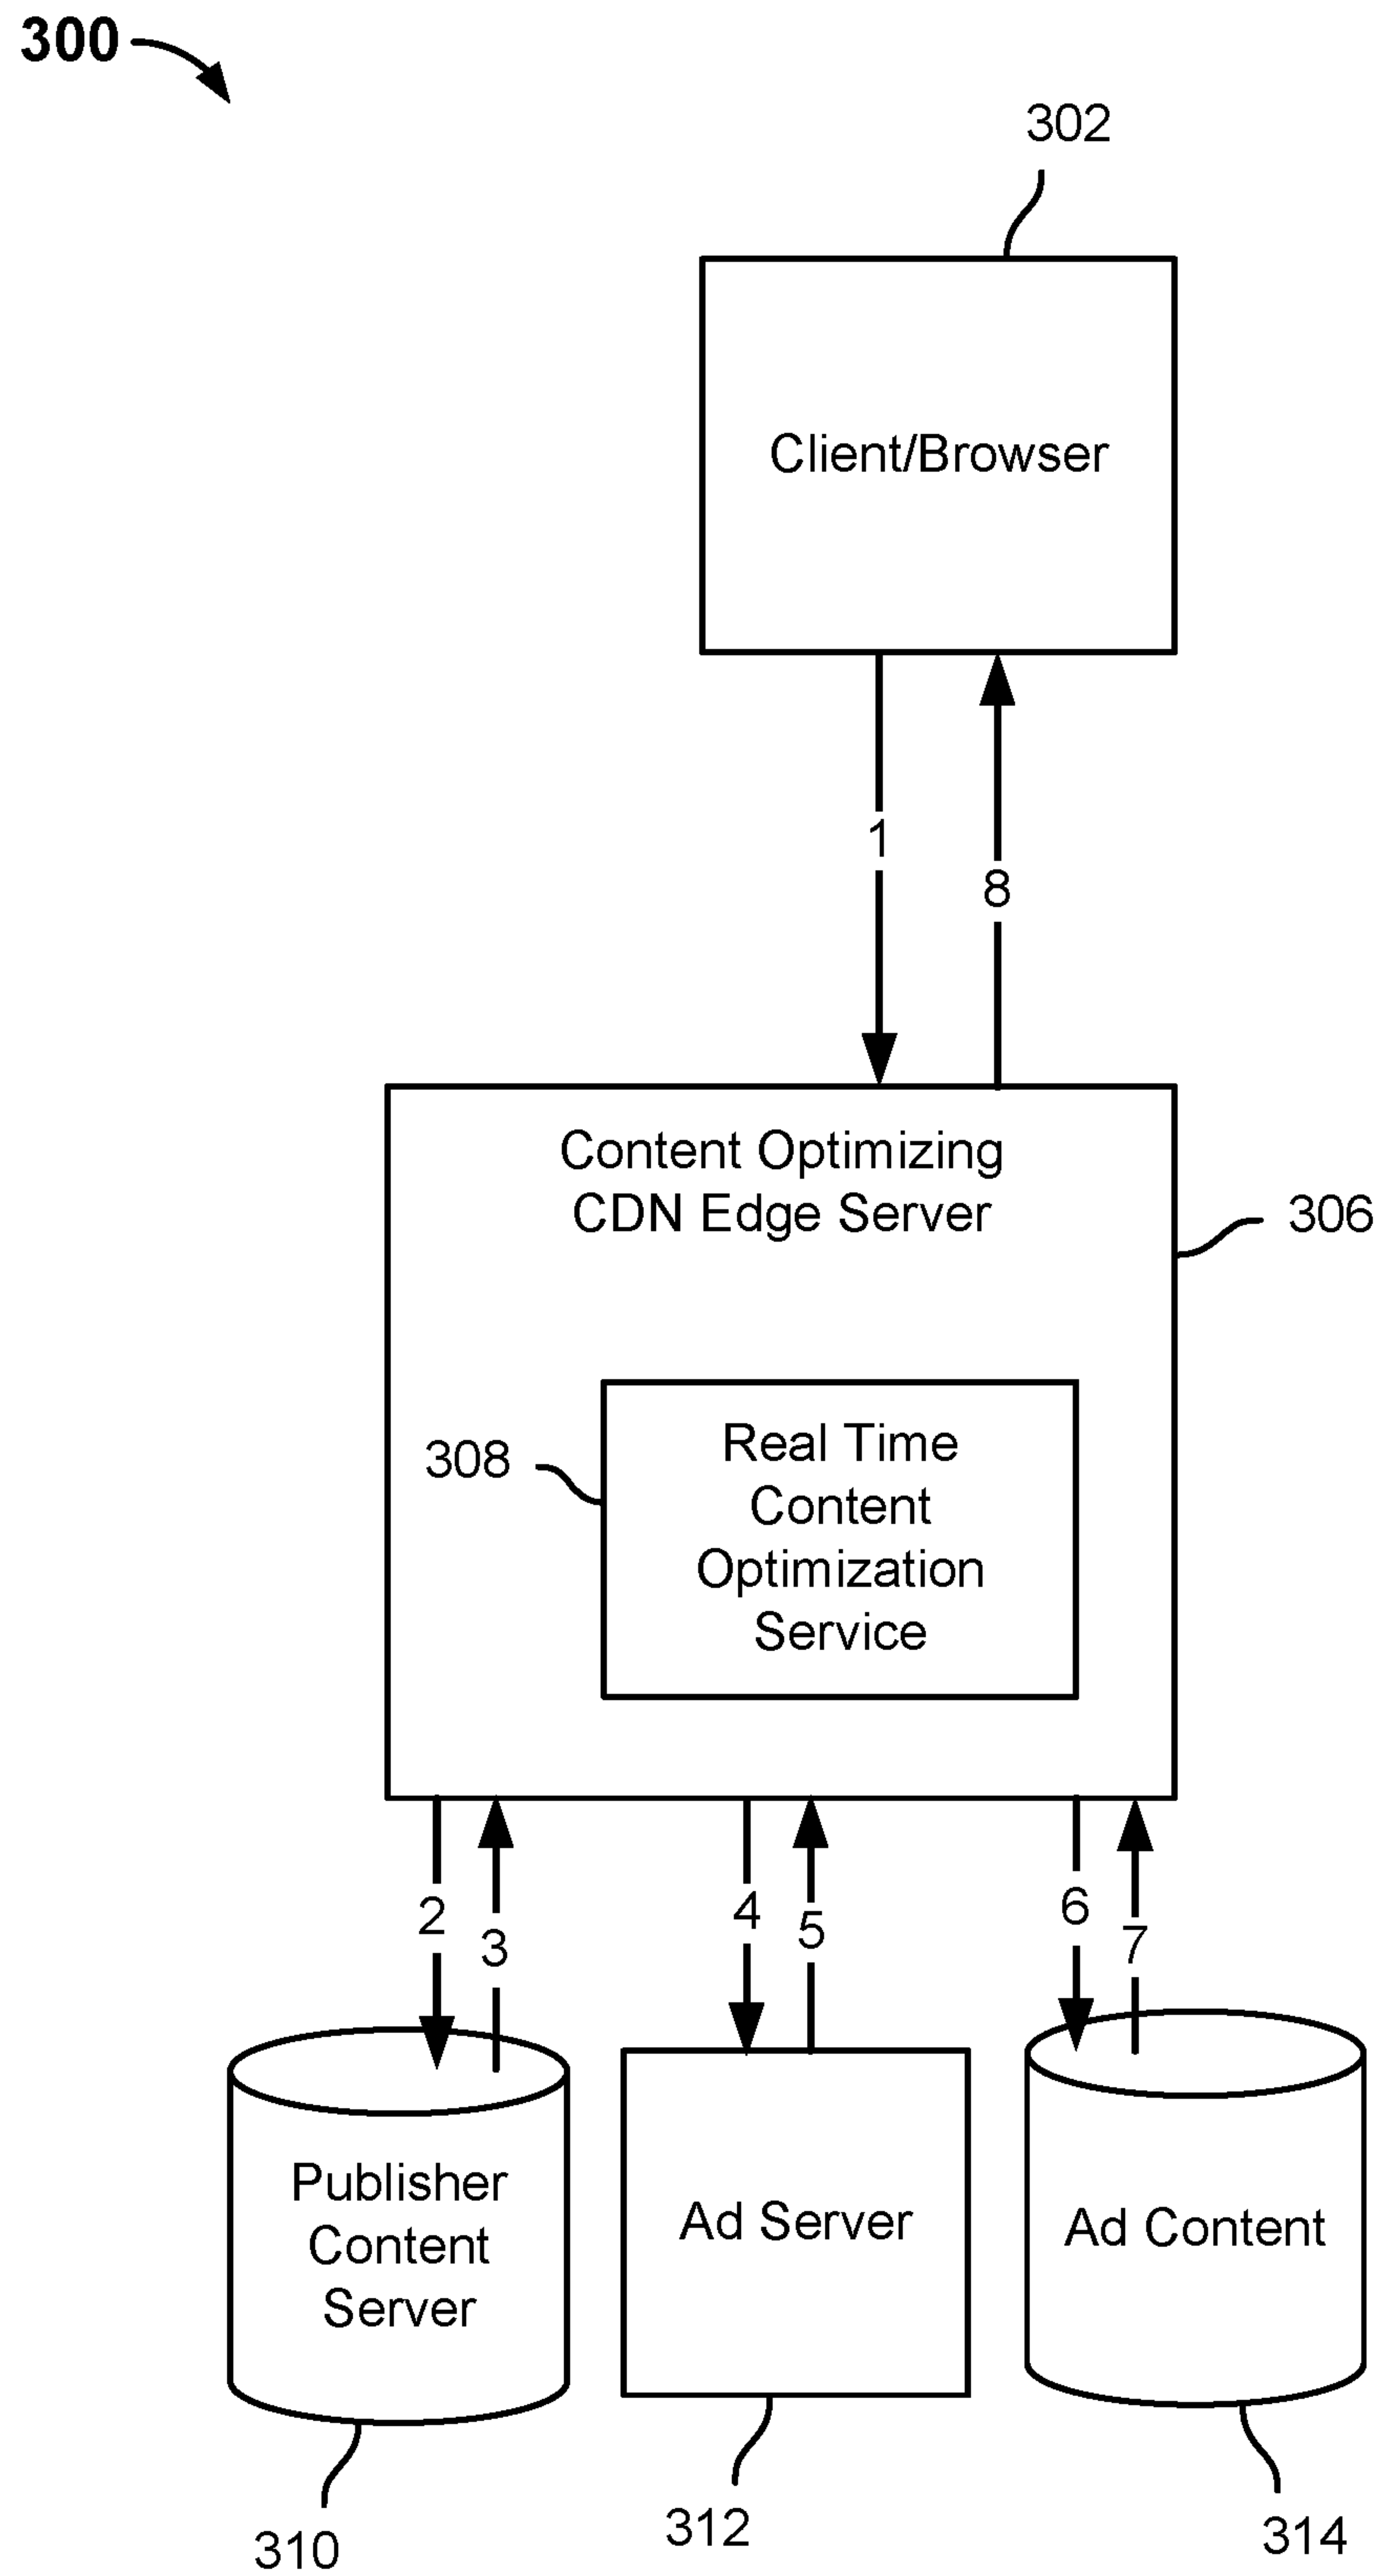 300
302
Client/Browser
1
8
Content Optimizing
CDN Edge Server
306
308
Real Time
Content
Optimization
Service
2
3
4
5
6
7
Publisher
Content
Server
Ad Server
Ad Content
310
312
314